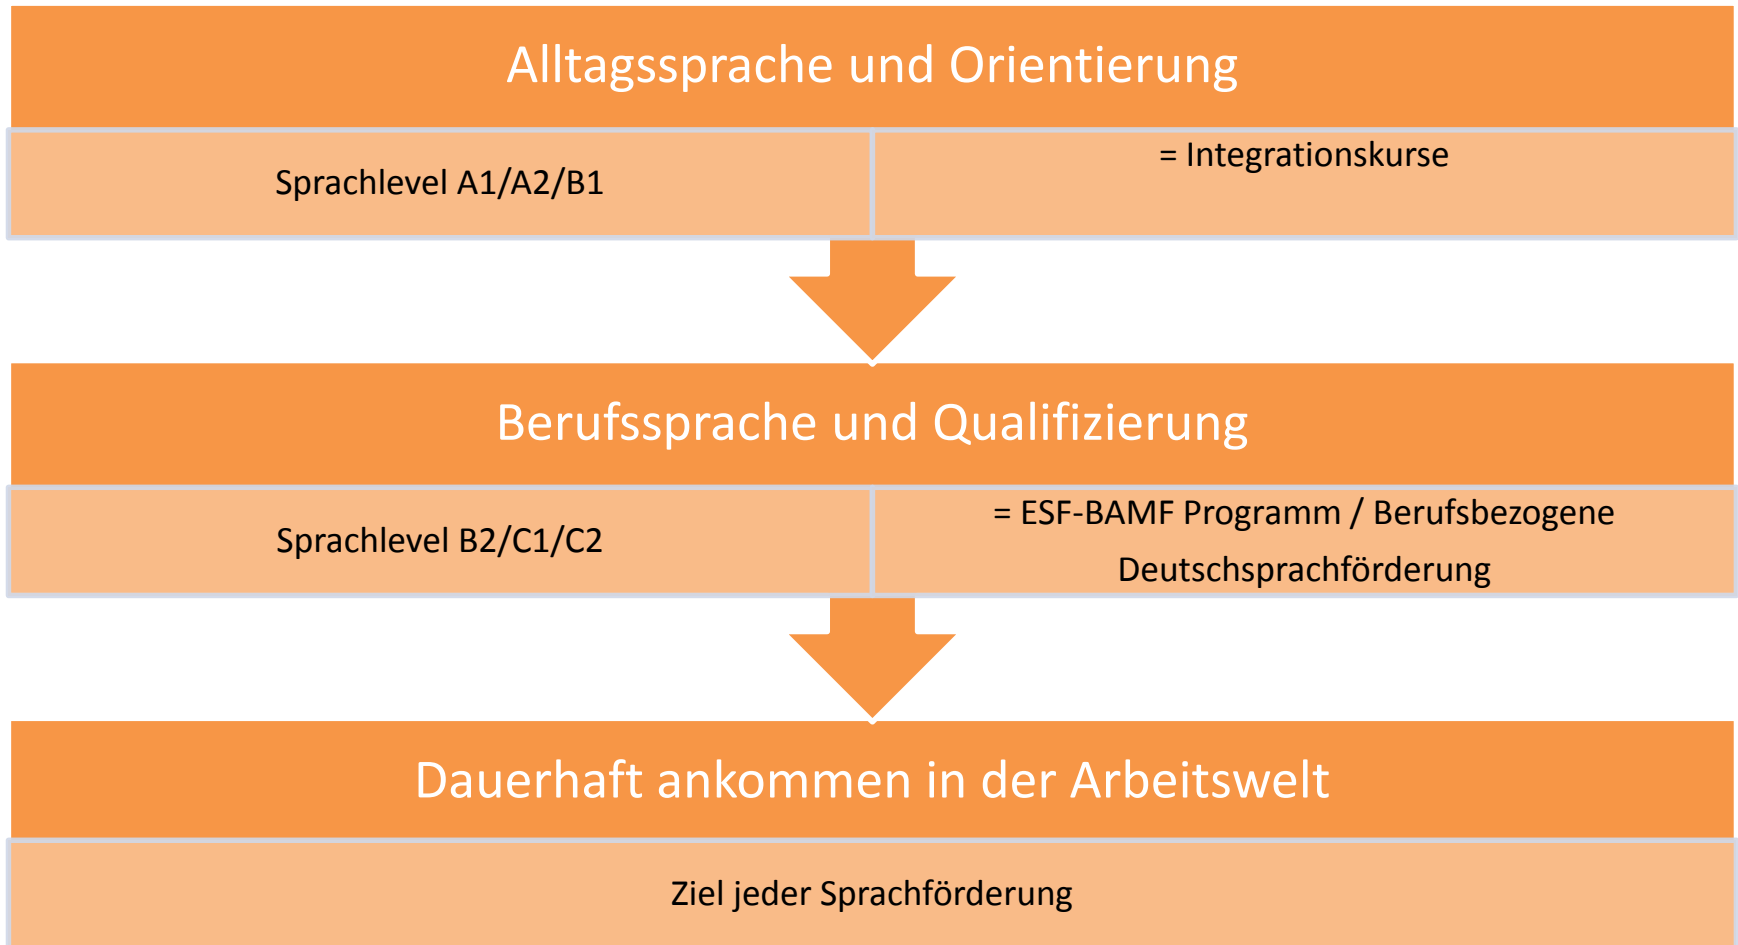 Alltagssprache und Orientierung
Sprachlevel A1/A2/B1
= Integrationskurse
Berufssprache und Qualifizierung
Sprachlevel B2/C1/C2
= ESF-BAMF Programm / Berufsbezogene
Deutschsprachförderung
Dauerhaft ankommen in der Arbeitswelt
Ziel jeder Sprachförderung